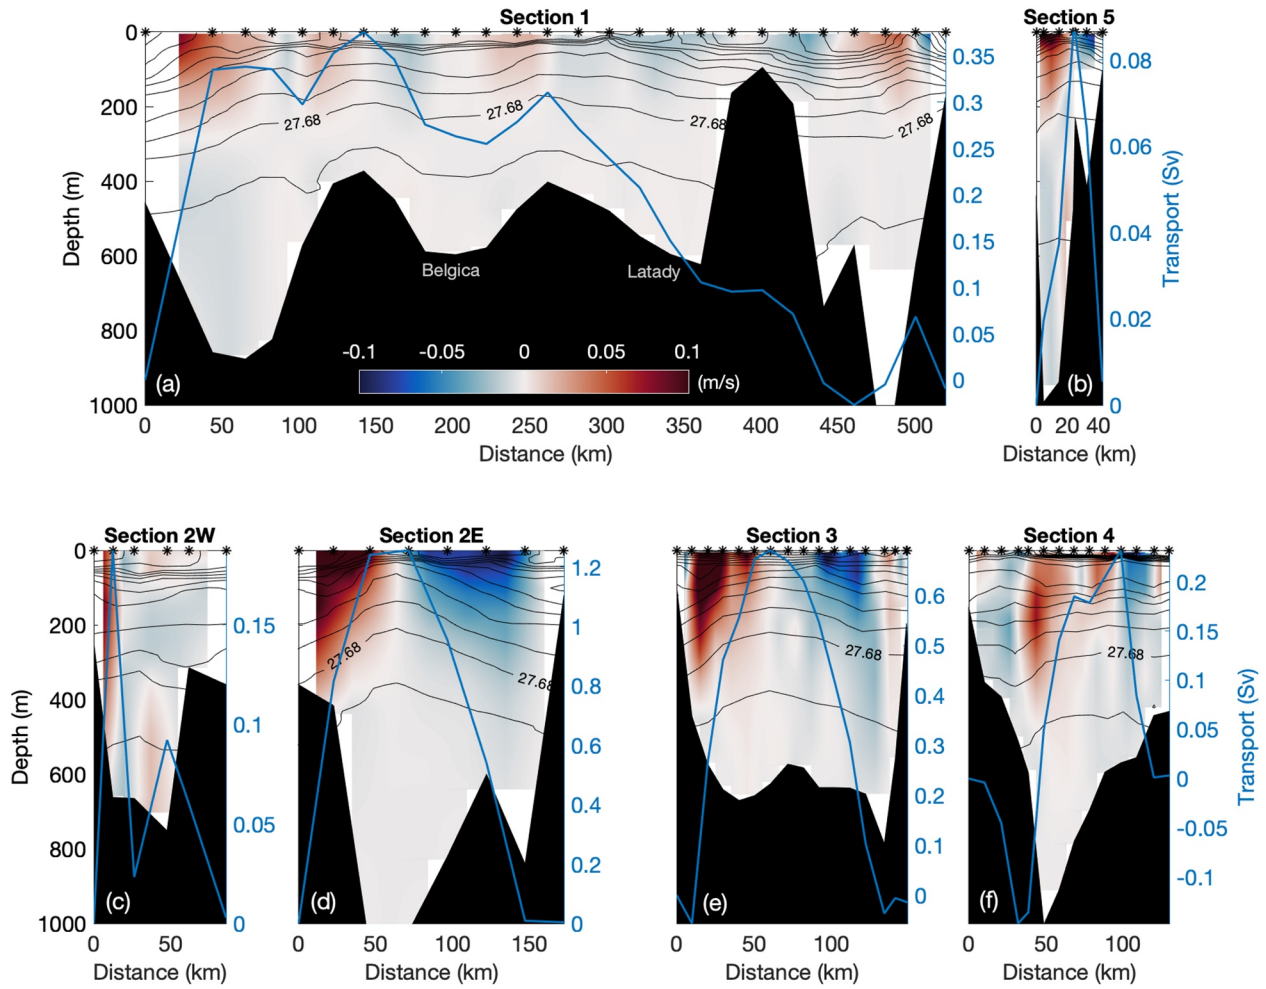 Section 1
Section 5
0
200
400
600
800
1000
Depth (m)
27.68
27.68
27.68
27.68
Belgica
Latady
-0.1 -0.05 0 0.05 0.1
(m/s)
(a)
0.35
0.3
0.25
0.2
0.15
0.1
0.05
0
0 50 100 150 200 250 300 350 400 450 500
Distance (km)
0.08
0.06
0.04
0.02
0
Transport (Sv)
(b)
0 20 40
Distance (km)
Section 2W
Section 2E
Section 3
Section 4
0
200
400
600
800
1000
Depth (m)
0.15
0.1
0.05
0
(c)
0 50
Distance (km)
27.68
27.68
1.2
1
0.8
0.6
0.4
0.2
0
(d)
0 50 100 150
Distance (km)
27.68
0.6
0.5
0.4
0.3
0.2
0.1
0
(e)
0 50 100
Distance (km)
27.68
0.2
0.15
0.1
0.05
0
-0.05
-0.1
Transport (Sv)
(f)
0 50 100
Distance (km)